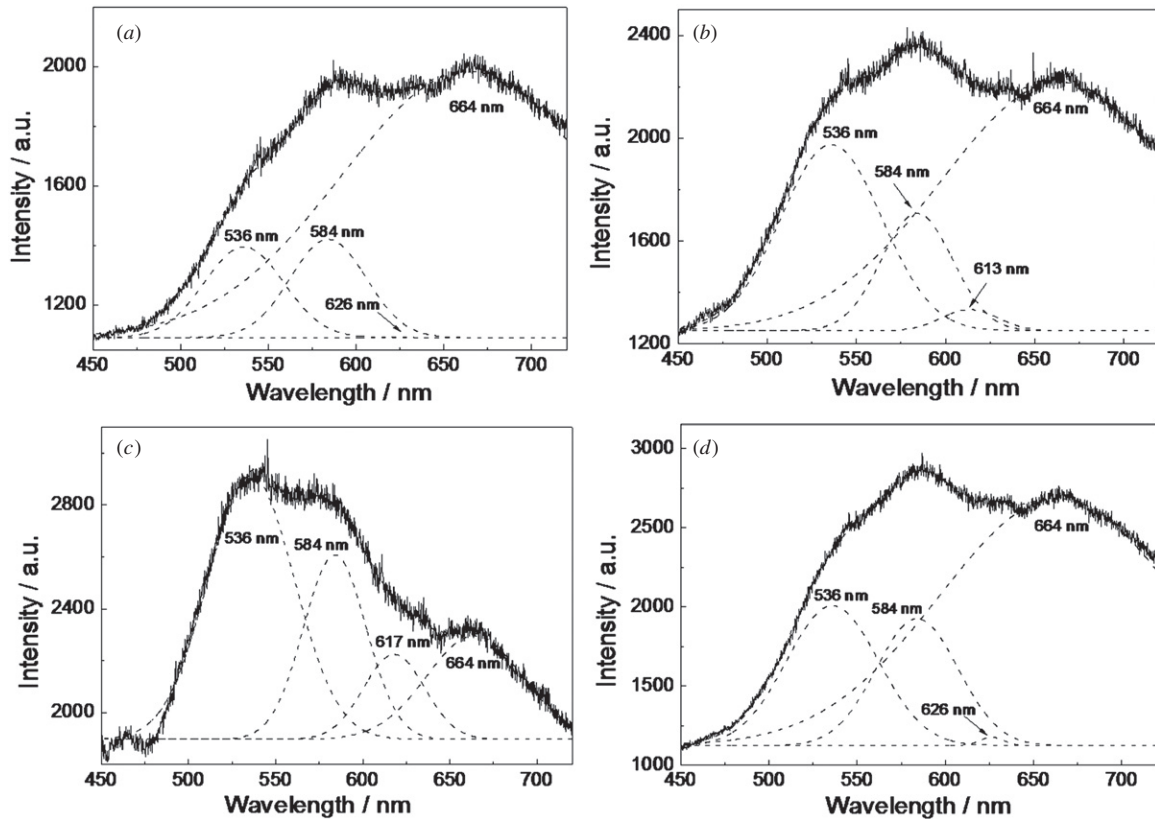 (a)
2000
1600
1200
Intensity / a.u.
536 nm
584 nm
626 nm
664 nm
450 500 550 600 650 700
Wavelength / nm
(b)
2400
2000
1600
1200
Intensity / a.u.
536 nm
584 nm
613 nm
664 nm
450 500 550 600 650 700
Wavelength / nm
(c)
2800
2400
2000
Intensity / a.u.
536 nm
584 nm
617 nm
664 nm
450 500 550 600 650 700
Wavelength / nm
(d)
3000
2500
2000
1500
1000
Intensity / a.u.
536 nm
584 nm
626 nm
664 nm
450 500 550 600 650 700
Wavelength / nm